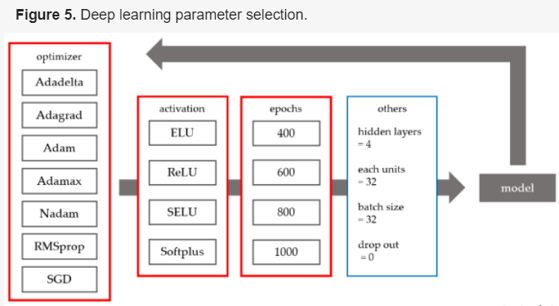 Figure 5. Deep learning parameter selection.
optimizer
Adadelta
Adagrad
Adam
Adamax
Nadam
RMSprop
SGD
activation
ELU
ReLU
SELU
Softplus
epochs
400
600
800
1000
others
hidden layers
= 4
each units
= 32
batch size
= 32
drop out
= 0
model